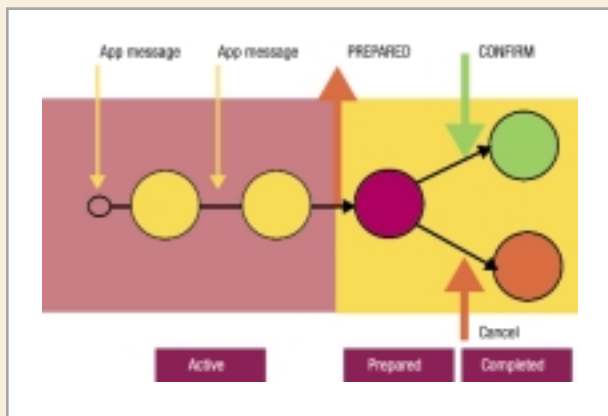 App message
App message
PREPARED
CONFIRM
Cancel
Active
Prepared
Completed